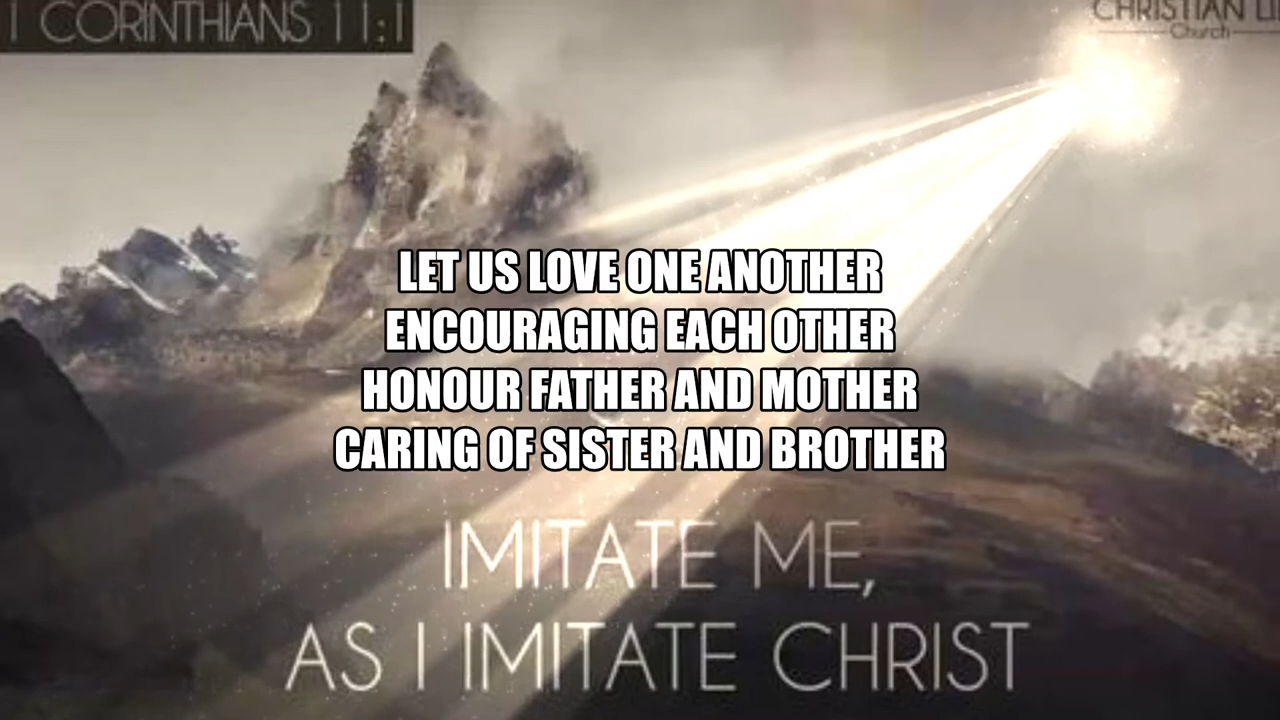 1 CORINTHIANS 11:1
CHRISTIAN
Church
LET US LOVE ONE ANOTHER
ENCOURAGING EACH OTHER
HONOUR FATHER AND MOTHER
CARING OF SISTER AND BROTHER
IMITATE ME,
AS I IMITATE CHRIST